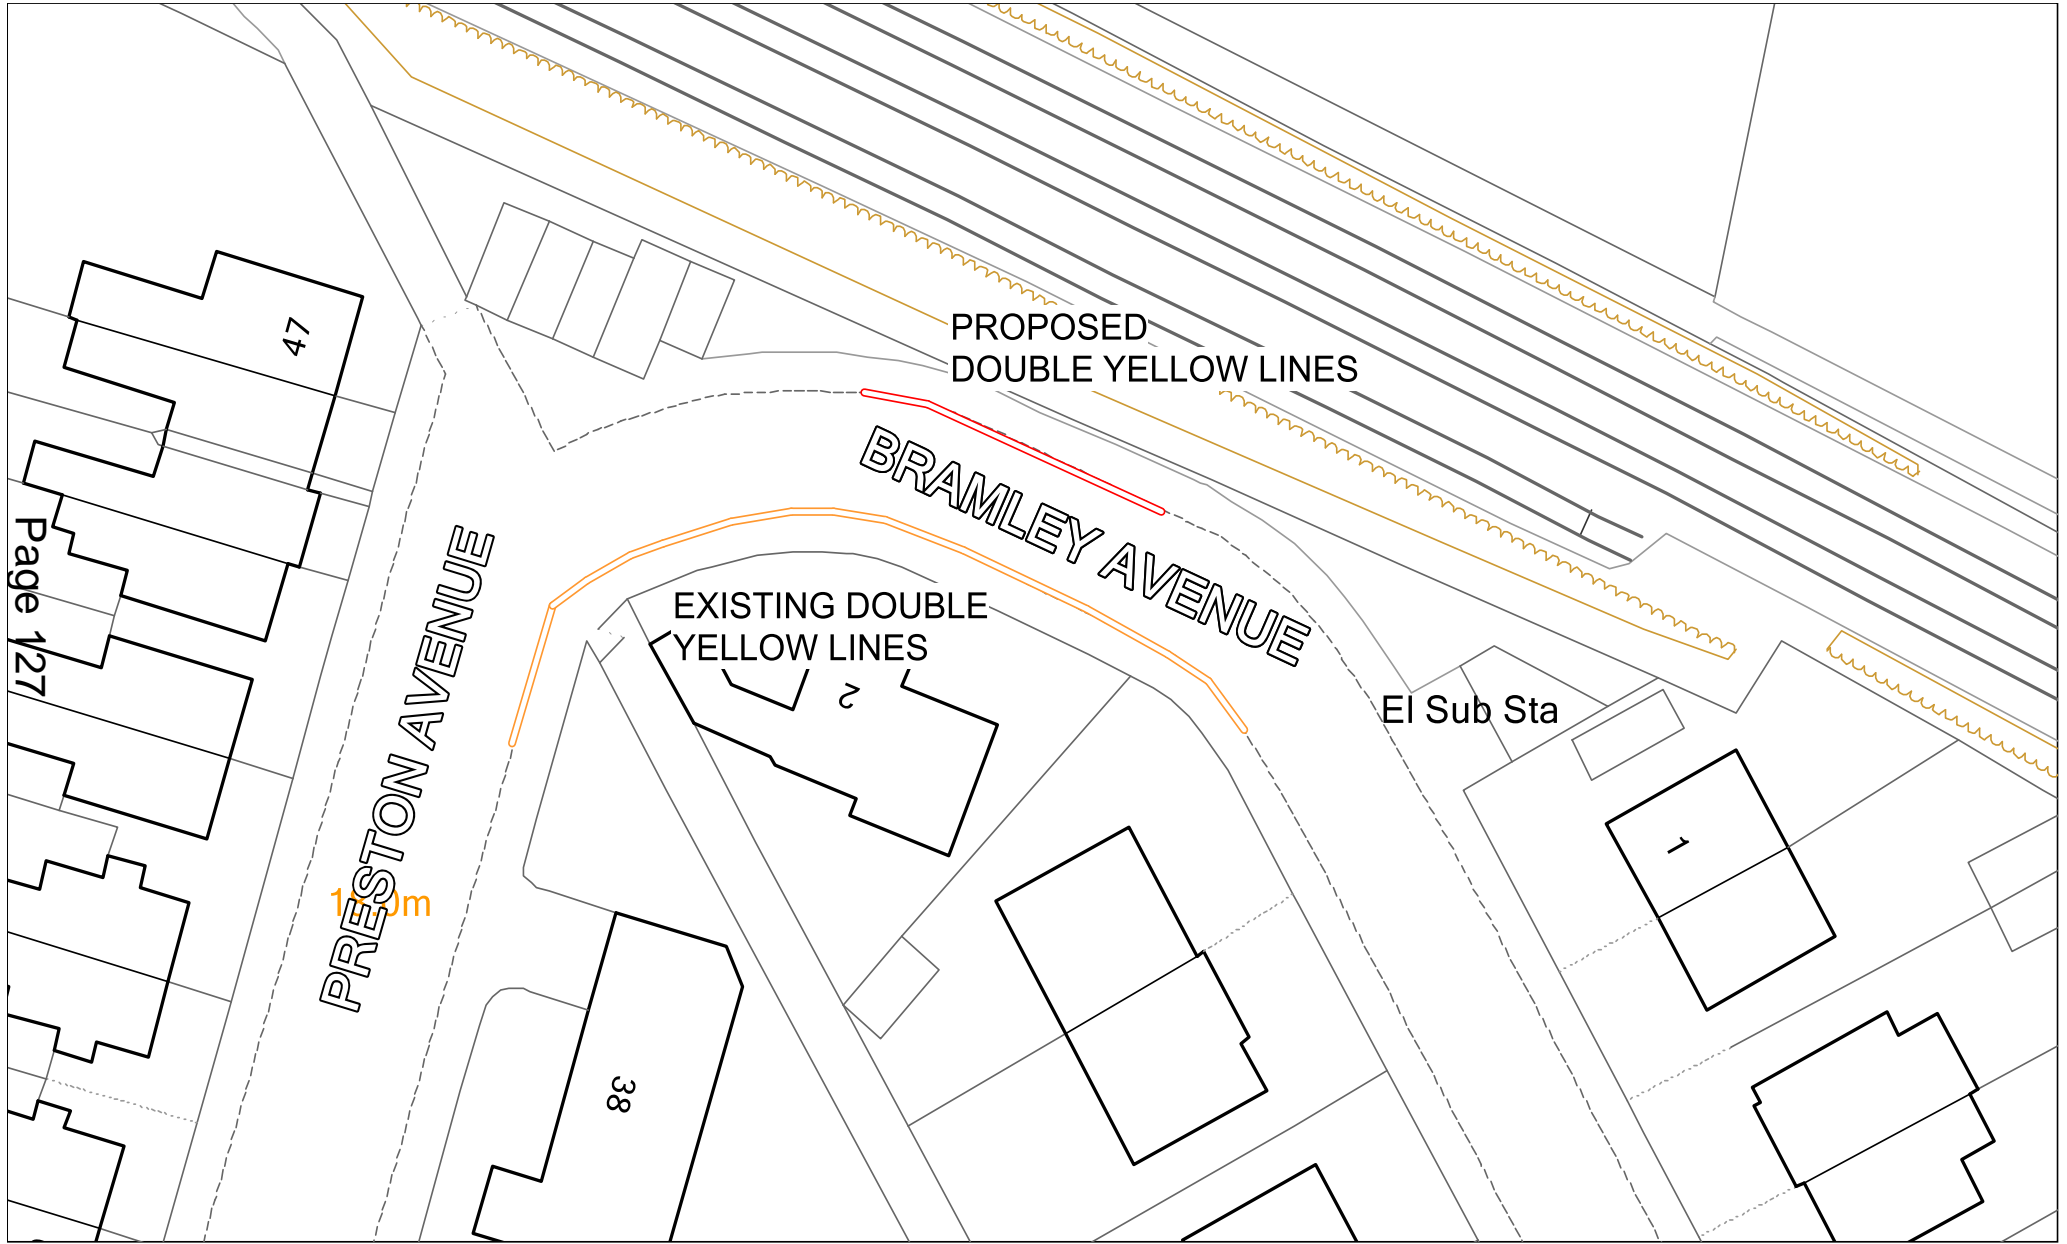 PROPOSED
DOUBLE YELLOW LINES
47
BRAMLEY AVENUE
Page 127
PRESTON AVENUE
EXISTING DOUBLE
YELLOW LINES
2
El Sub Sta
1
38